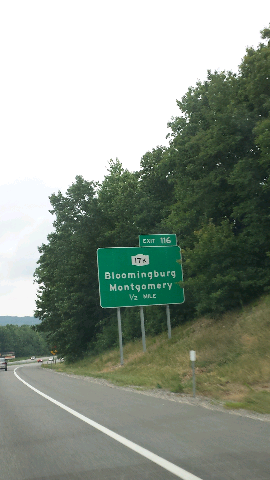 EXIT 116
17K
Bloomingburg
Montgomery
1/2 MILE